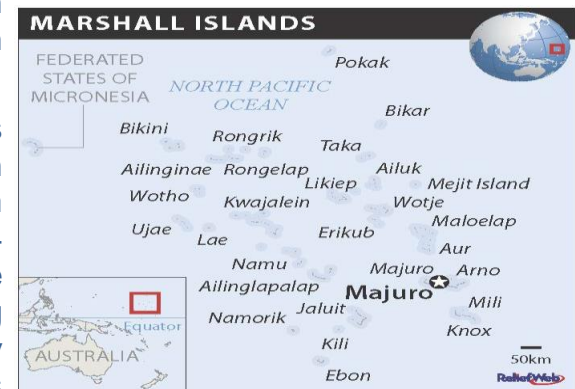 MARSHALL ISLANDS
FEDERATED
STATES OF
MICRONESIA
NORTH PACIFIC
OCEAN
Pokak
Bikar
Bikini
Rongrik
Taka
Ailinginae
Rongelap
Ailuk
Likiep
Mejit Island
Wotho
Kwajalein
Wotje
Ujae
Lae
Erikub
Maloelap
Aur
Namu
Majuro
Arno
Ailinglapalap
Majuro
Mili
Namorik
Jaluit
Knox
Kili
Ebon
Equator
AUSTRALIA
50km
ReliefWeb